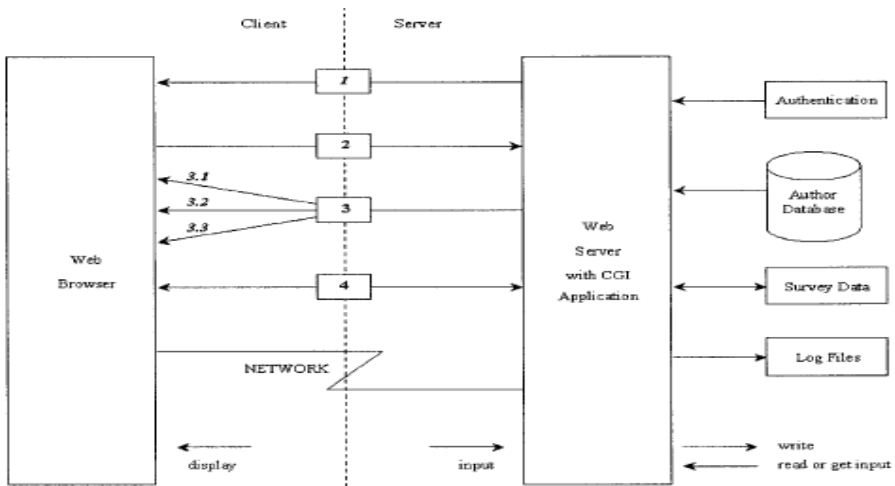 Client
Server
1
Authentication
2
3.1
3.2
3
3.3
Author
Database
Web
Browser
Web
Server
with CGI
Application
4
Survey Data
Log Files
NETWORK
display
input
write
read or get input